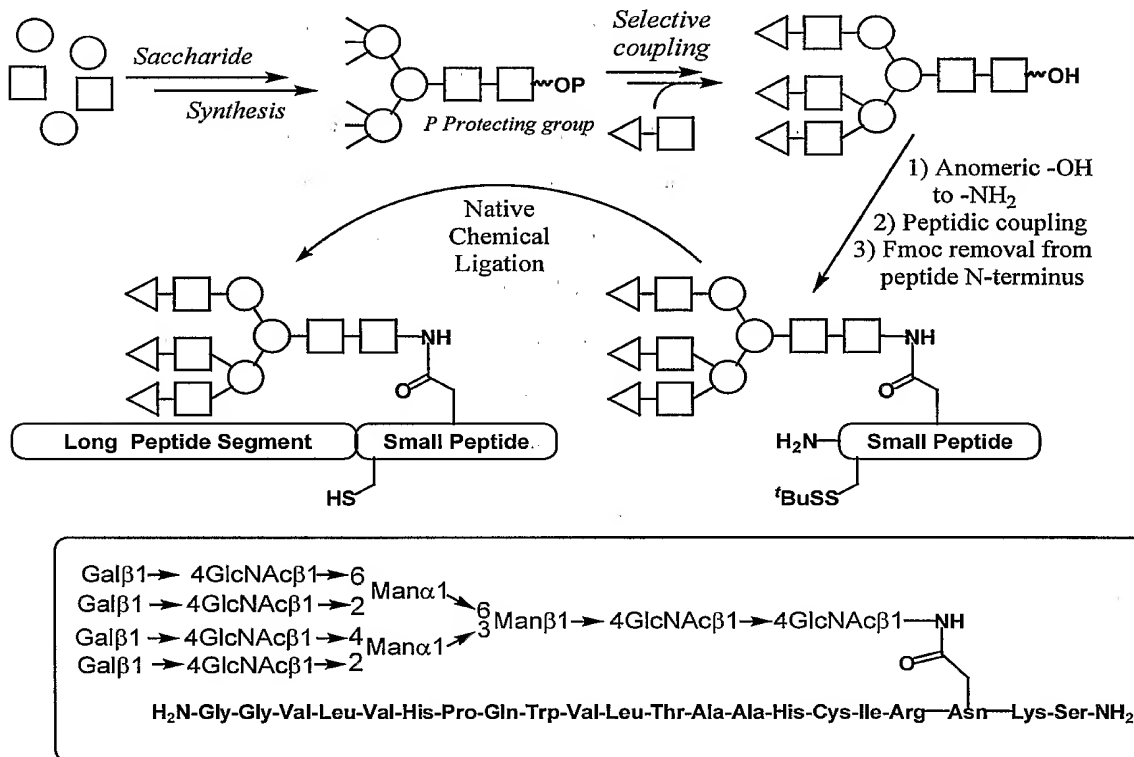 Saccharide
Synthesis
OP
P Protecting group
Selective
coupling
OH
1) Anomeric -OH
to -NH₂
2) Peptidic coupling
3) Fmoc removal from
peptide N-terminus
Native
Chemical
Ligation
NH
O
Long Peptide Segment
Small Peptide
HS
NH
O
H₂N
Small Peptide
ᵗBuSS
Galβ1→4GlcNAcβ1→6
Galβ1→4GlcNAcβ1→2
Manα1
6
Galβ1→4GlcNAcβ1→4
Galβ1→4GlcNAcβ1→2
Manα1
3
Manβ1→4GlcNAcβ1→4GlcNAcβ1—NH
O
H₂N-Gly-Gly-Val-Leu-Val-His-Pro-Gln-Trp-Val-Leu-Thr-Ala-Ala-His-Cys-Ile-Arg—Asn—Lys-Ser-NH₂